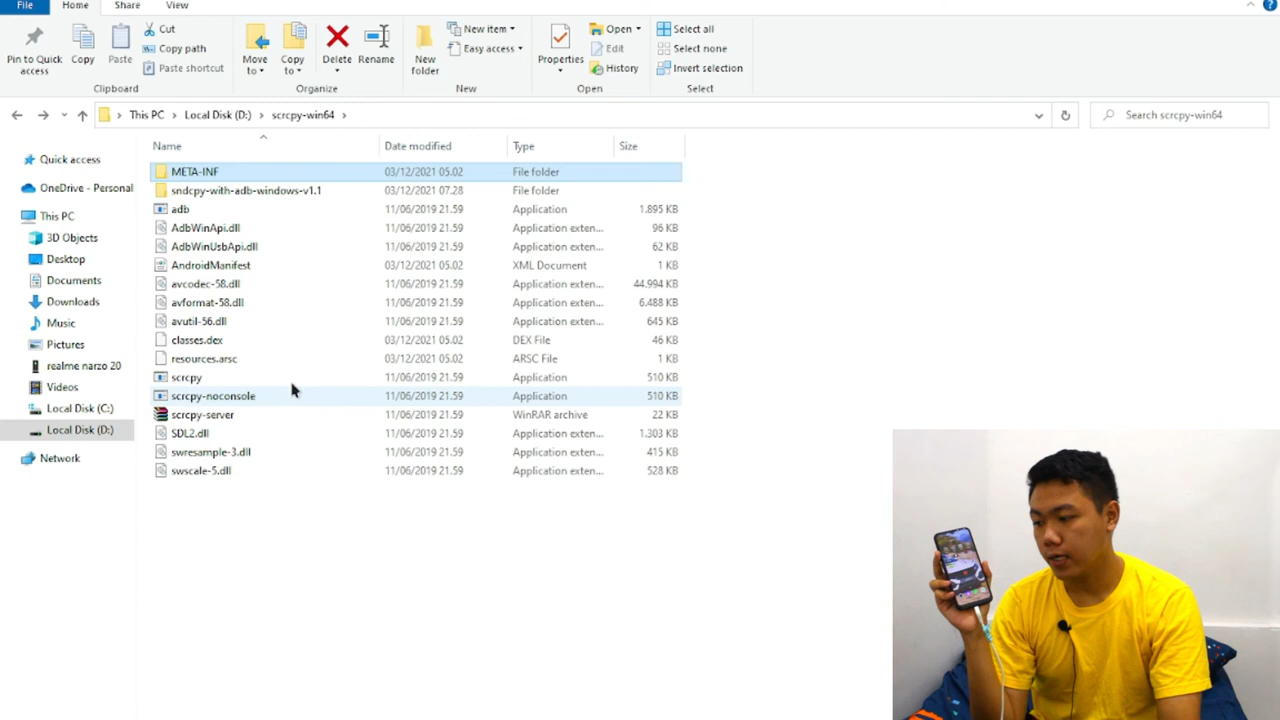 File Home Share View
Pin to Quick access
Copy
Paste
Cut
Copy path
Paste shortcut
Clipboard
Move to
Copy to
Delete
Rename
Organize
New folder
New item
Easy access
New
Properties
Open
Edit
History
Open
Select all
Select none
Invert selection
Select
This PC > Local Disk (D:) > scrcpy-win64 >
Search scrcpy-win64
Quick access
OneDrive - Personal
This PC
3D Objects
Desktop
Documents
Downloads
Music
Pictures
realme narzo 20
Videos
Local Disk (C:)
Local Disk (D:)
Network
Name Date modified Type Size
META-INF 03/12/2021 05.02 File folder
sndcpy-with-adb-windows-v1.1 03/12/2021 07.28 File folder
adb 11/06/2019 21.59 Application 1.895 KB
AdbWinApi.dll 11/06/2019 21.59 Application exten... 96 KB
AdbWinUsbApi.dll 11/06/2019 21.59 Application exten... 62 KB
AndroidManifest 03/12/2021 05.02 XML Document 1 KB
avcodec-58.dll 11/06/2019 21.59 Application exten... 44.994 KB
avformat-58.dll 11/06/2019 21.59 Application exten... 6.488 KB
avutil-56.dll 11/06/2019 21.59 Application exten... 645 KB
classes.dex 03/12/2021 05.02 DEX File 46 KB
resources.arsc 03/12/2021 05.02 ARSC File 1 KB
scrcpy 11/06/2019 21.59 Application 510 KB
scrcpy-noconsole 11/06/2019 21.59 Application 510 KB
scrcpy-server 11/06/2019 21.59 WinRAR archive 22 KB
SDL2.dll 11/06/2019 21.59 Application exten... 1.303 KB
swresample-3.dll 11/06/2019 21.59 Application exten... 415 KB
swscale-5.dll 11/06/2019 21.59 Application exten... 528 KB